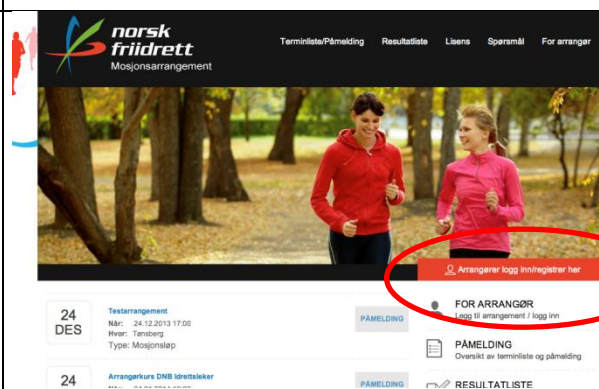 norsk
friidrett
Mosjonsarrangement
Terminliste/Påmelding Resultatliste Lisens Spørsmål For arrangør
Arrangører logg inn/registrer her
24
DES
Testarrangement
Når: 24.12.2013 17:00
Hvor: Tønsberg
Type: Mosjonsløp
PÅMELDING
FOR ARRANGØR
Legg til arrangement / logg inn
PÅMELDING
Oversikt av terminliste og påmelding
24
Arrangørkurs DNB Idrettsleker
PÅMELDING
RESULTATLISTE